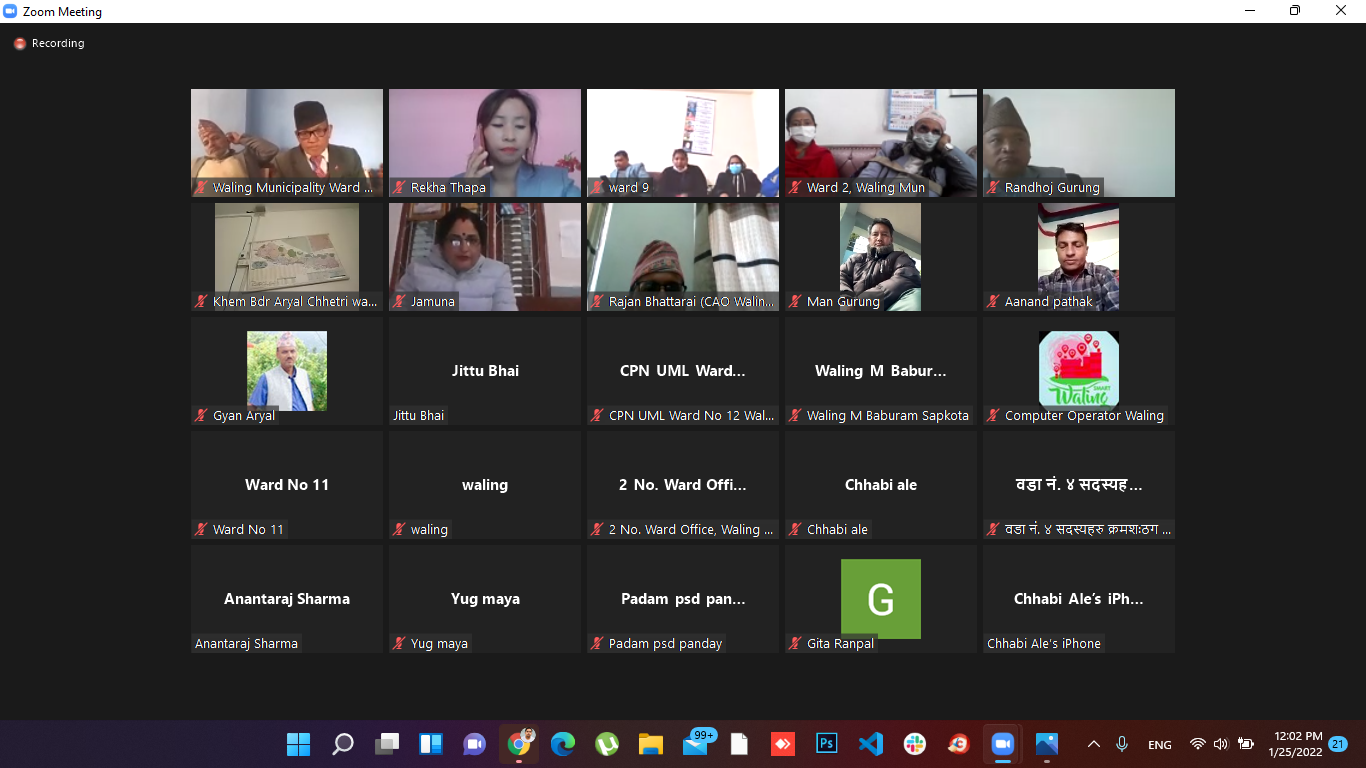 Zoom Meeting
Recording
Waling Municipality Ward ...
Rekha Thapa
ward 9
Ward 2, Waling Mun
Randhoj Gurung
Khem Bdr Aryal Chhetri wa...
Jamuna
Rajan Bhattarai (CAO Walin...
Man Gurung
Aanand pathak
Gyan Aryal
Jittu Bhai
Jittu Bhai
CPN UML Ward...
CPN UML Ward No 12 Wal...
Waling M Babur...
Waling M Baburam Sapkota
SMART
Waling
Computer Operator Waling
Ward No 11
Ward No 11
waling
waling
2 No. Ward Offi...
2 No. Ward Office, Waling ...
Chhabi ale
Chhabi ale
वडा नं. ४ सदस्यह...
वडा नं. ४ सदस्यहरु क्रमशःठग ...
Anantaraj Sharma
Anantaraj Sharma
Yug maya
Yug maya
Padam psd pan...
Padam psd panday
G
Gita Ranpal
Chhabi Ale's iPh...
Chhabi Ale's iPhone
99+
Ps
ENG
12:02 PM
1/25/2022
21